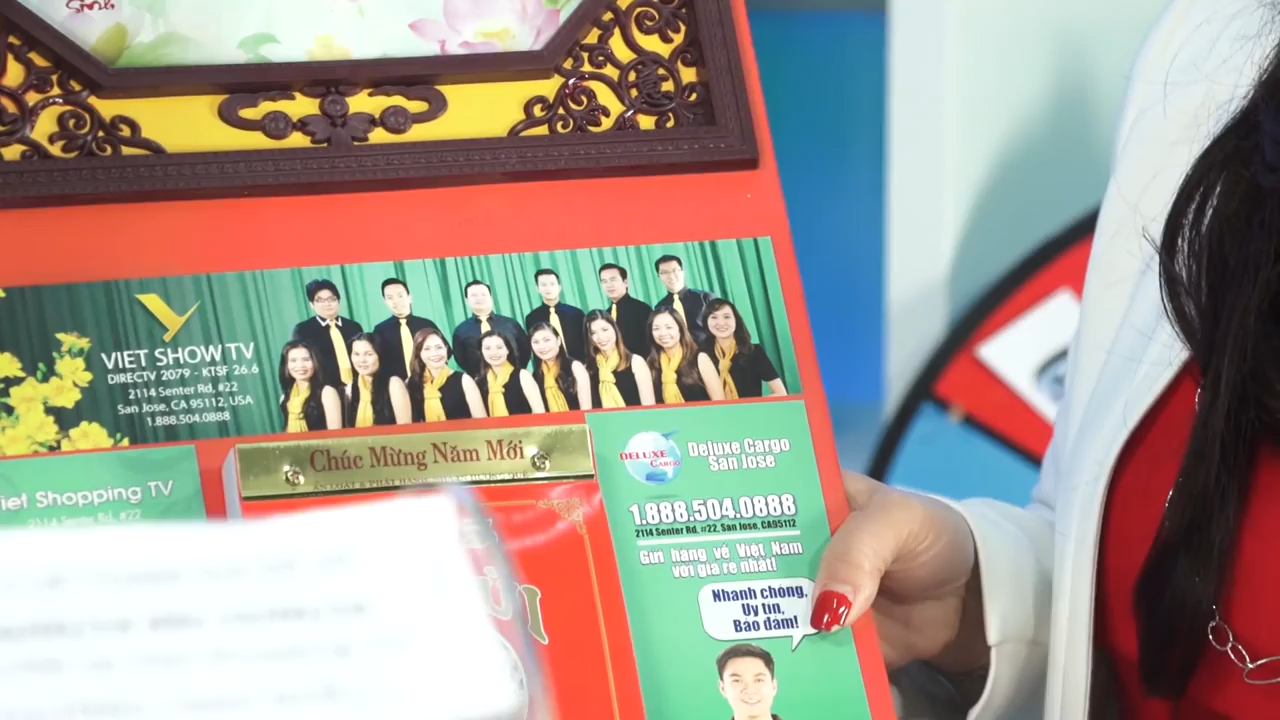 Sinh
VIET SHOW TV
DIRECTV 2079 - KTSF 26.6
2114 Senter Rd, #22
San Jose, CA 95112, USA
1.888.504.0888
Viet Shopping TV
2114 Senter Rd. #22
Chúc Mừng Năm Mới
DELUXE
CARGO
Deluxe Cargo
San Jose
1.888.504.0888
2114 Senter Rd. #22, San Jose, CA95112
Gửi hàng về Việt Nam
với giá rẻ nhất!
Nhanh chóng,
Uy tín,
Bảo đảm!